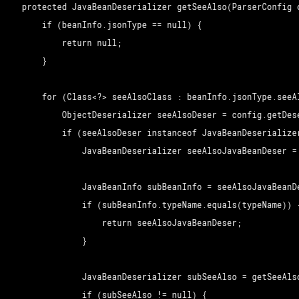 protected JavaBeanDeserializer getSeeAlso(ParserConfig
if (beanInfo.jsonType == null) {
return null;
}
for (Class<?> seeAlsoClass : beanInfo.jsonType.seeAl
ObjectDeserializer seeAlsoDeser = config.getDese
if (seeAlsoDeser instanceof JavaBeanDeserializer
JavaBeanDeserializer seeAlsoJavaBeanDeser =
JavaBeanInfo subBeanInfo = seeAlsoJavaBeanDe
if (subBeanInfo.typeName.equals(typeName)) {
return seeAlsoJavaBeanDeser;
}
JavaBeanDeserializer subSeeAlso = getSeeAlso
if (subSeeAlso != null) {